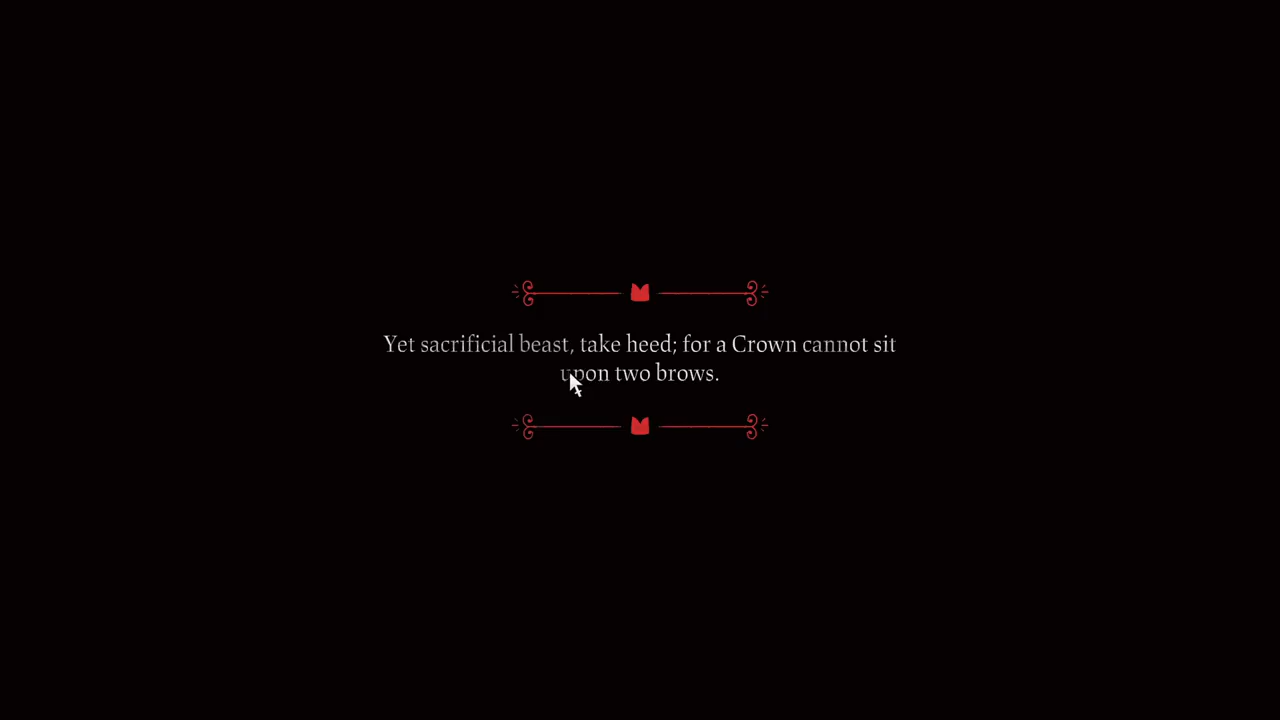 Yet sacrificial beast, take heed; for a Crown cannot sit
upon two brows.